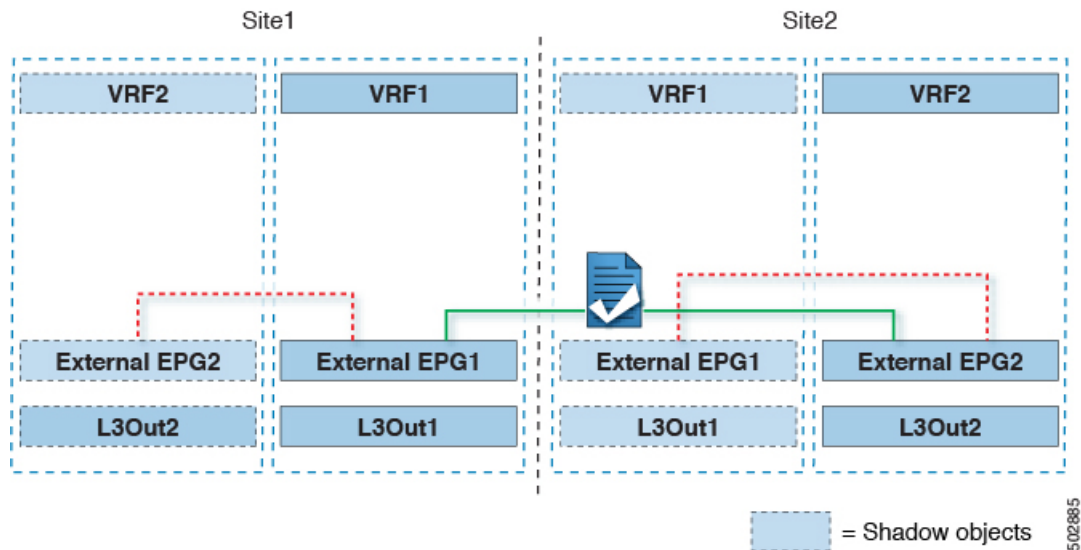 Site1
Site2
VRF2
VRF1
VRF1
VRF2
External EPG2
External EPG1
External EPG1
External EPG2
L3Out2
L3Out1
L3Out1
L3Out2
= Shadow objects
502885